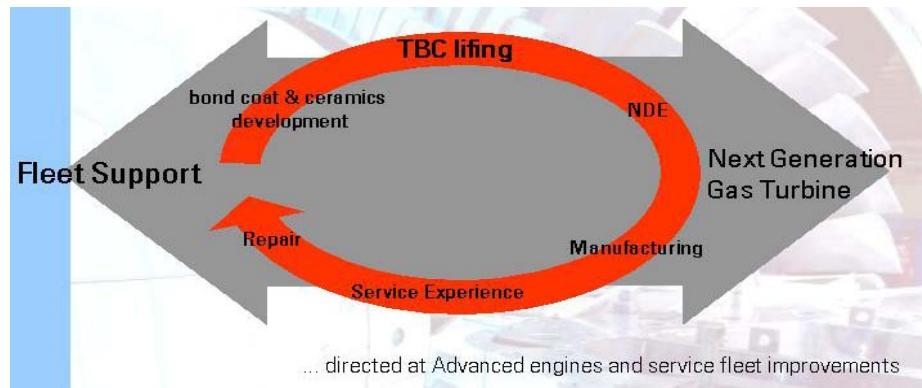 TBC lifing
bond coat & ceramics
development
NDE
Fleet Support
Next Generation
Gas Turbine
Repair
Manufacturing
Service Experience
... directed at Advanced engines and service fleet improvements